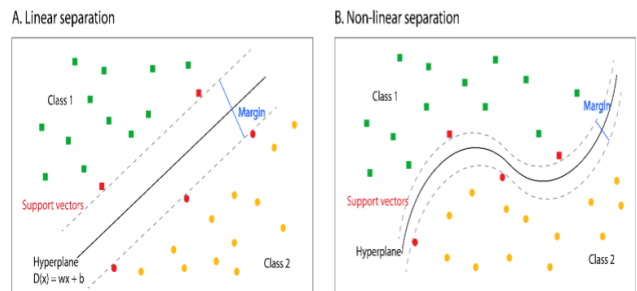 A. Linear separation
Class 1
Margin
Support vectors
Hyperplane
D(x) = wx + b
Class 2
B. Non-linear separation
Class 1
Margin
Support vectors
Hyperplane
Class 2